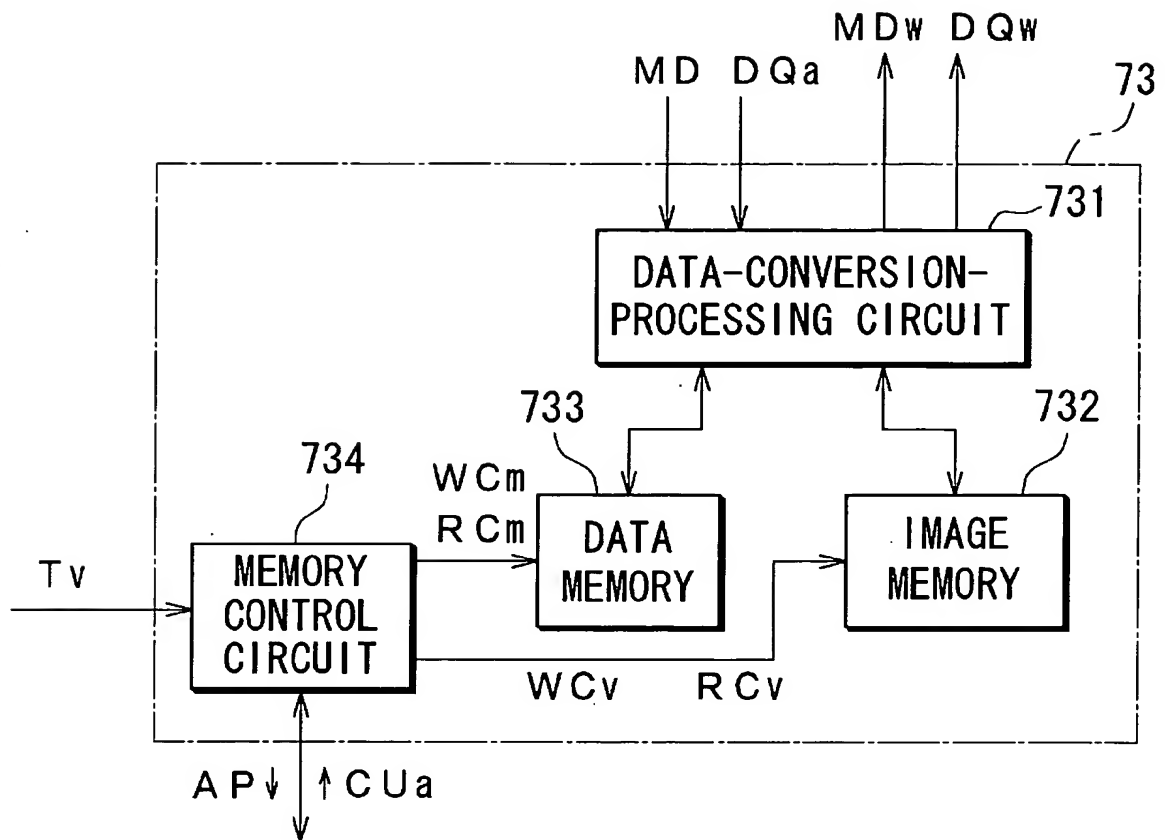 MDw DQw
MD DQa
73
731
DATA-CONVERSION-
PROCESSING CIRCUIT
733
732
734
WCm
RCm
DATA
MEMORY
IMAGE
MEMORY
Tv
MEMORY
CONTROL
CIRCUIT
WCv RCv
AP↓ ↑CUa